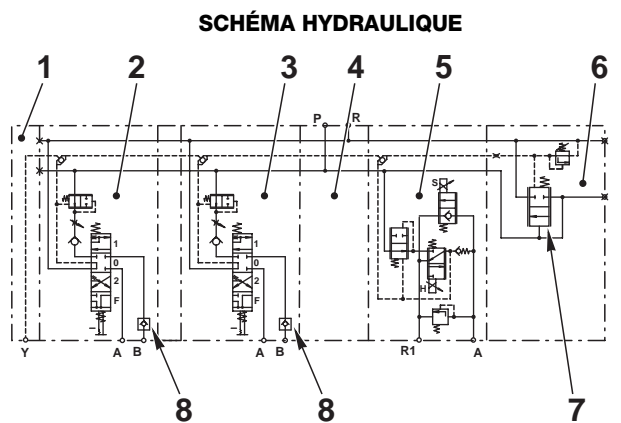 SCHÉMA HYDRAULIQUE
1 2 3 4 5 6
P R
S
1 1
0 0
2 2
H
F F
Y A B A B R1 A
8 8 7